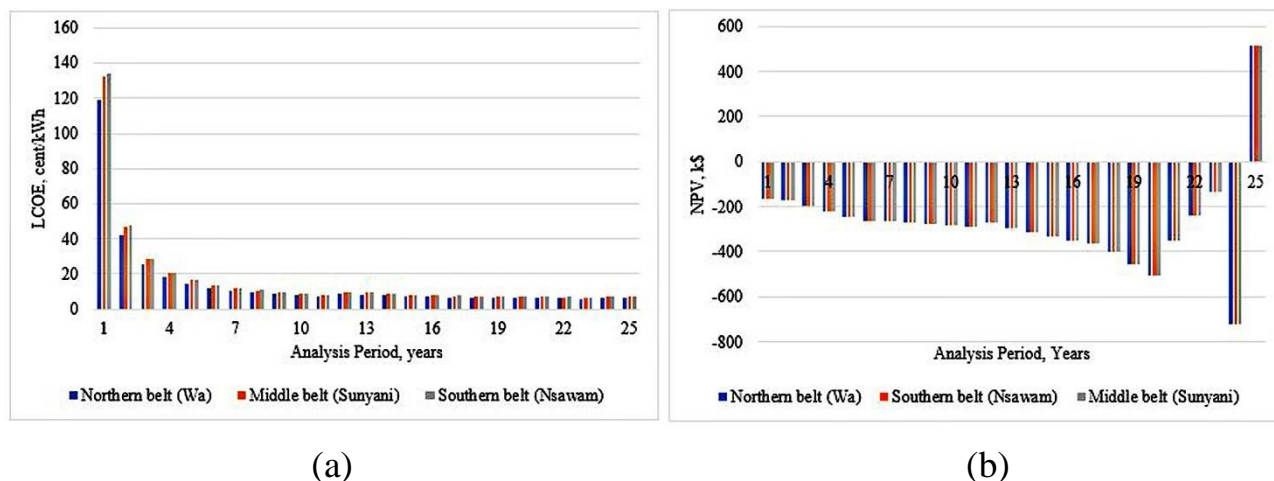 160
140
120
100
80
60
40
20
0
LCOE, cent/kWh
1 4 7 10 13 16 19 22 25
Analysis Period, years
Northern belt (Wa) Middle belt (Sunyani) Southern belt (Nsawam)
(a)
600
400
200
0
-200
-400
-600
-800
NPV, k$
1 4 7 10 13 16 19 22 25
Analysis Period, Years
Northern belt (Wa) Southern belt (Nsawam) Middle belt (Sunyani)
(b)